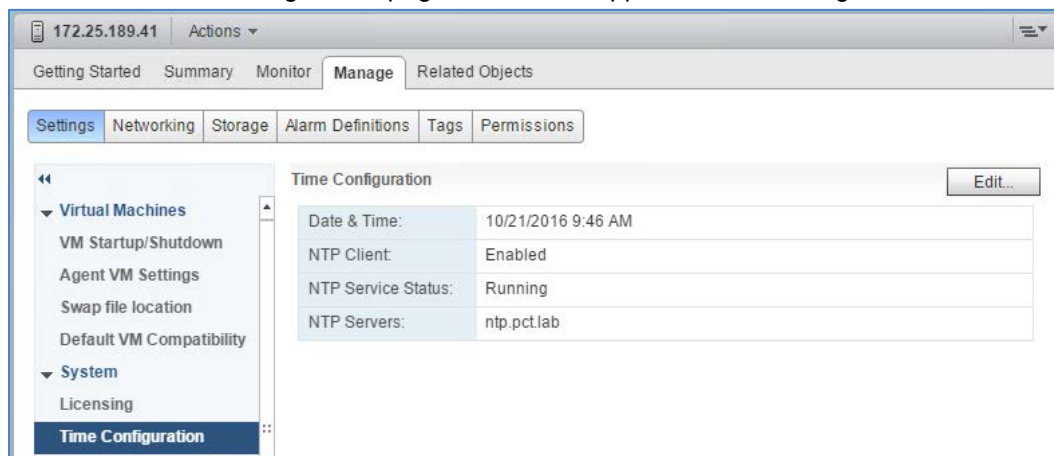 172.25.189.41 Actions
Getting Started Summary Monitor Manage Related Objects
Settings Networking Storage Alarm Definitions Tags Permissions
Time Configuration Edit...
Virtual Machines
VM Startup/Shutdown
Agent VM Settings
Swap file location
Default VM Compatibility
System
Licensing
Time Configuration
Date & Time: 10/21/2016 9:46 AM
NTP Client: Enabled
NTP Service Status: Running
NTP Servers: ntp.pct.lab